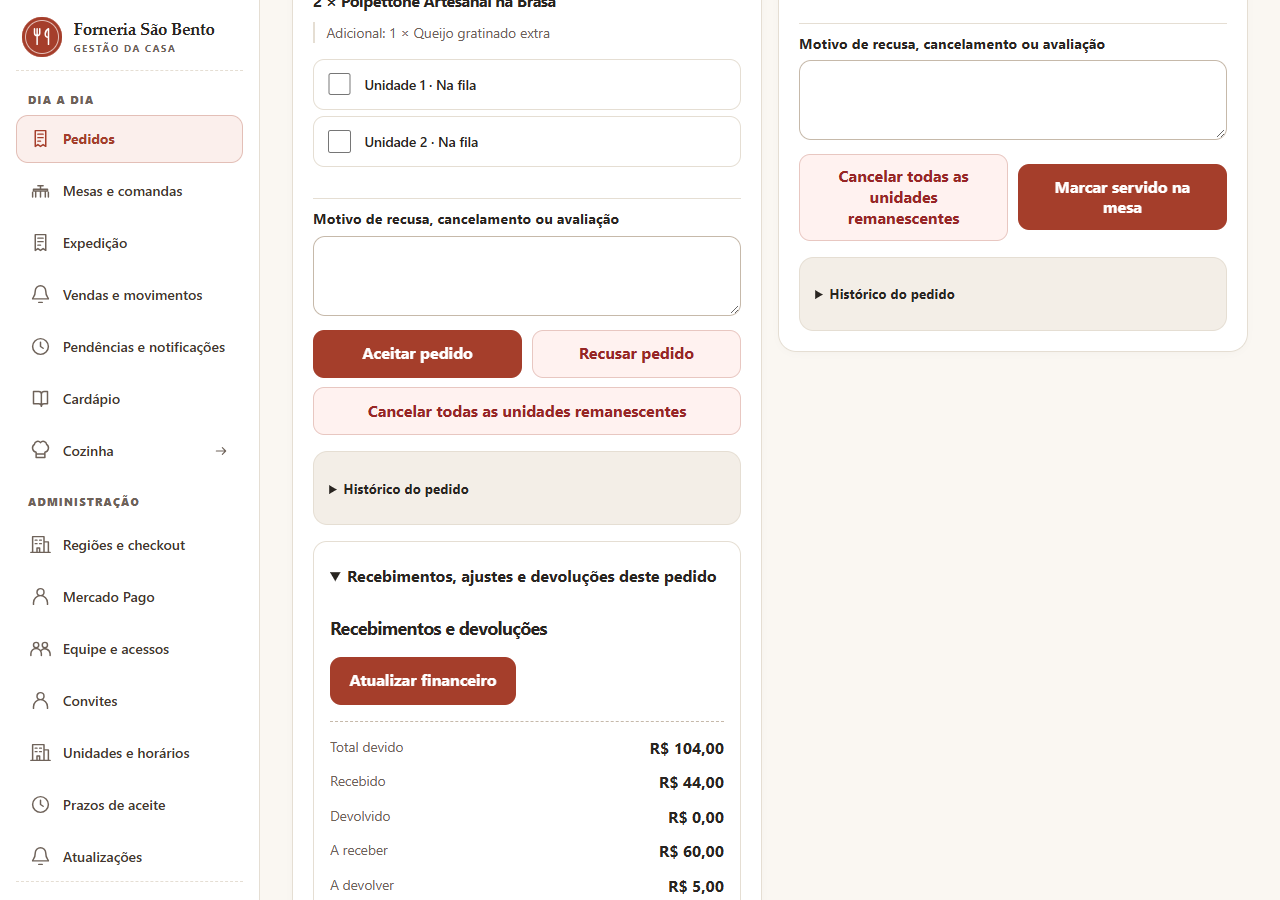 Forneria São Bento
GESTÃO DA CASA
DIA A DIA
Pedidos
Mesas e comandas
Expedição
Vendas e movimentos
Pendências e notificações
Cardápio
Cozinha →
ADMINISTRAÇÃO
Regiões e checkout
Mercado Pago
Equipe e acessos
Convites
Unidades e horários
Prazos de aceite
Atualizações
2 × Polpettone Artesanal na Brasa
Adicional: 1 × Queijo gratinado extra
Unidade 1 · Na fila
Unidade 2 · Na fila
Motivo de recusa, cancelamento ou avaliação
Aceitar pedido
Recusar pedido
Cancelar todas as unidades remanescentes
Histórico do pedido
Recebimentos, ajustes e devoluções deste pedido
Recebimentos e devoluções
Atualizar financeiro
Total devido R$ 104,00
Recebido R$ 44,00
Devolvido R$ 0,00
A receber R$ 60,00
A devolver R$ 5,00
Motivo de recusa, cancelamento ou avaliação
Cancelar todas as
unidades
remanescentes
Marcar servido na
mesa
Histórico do pedido